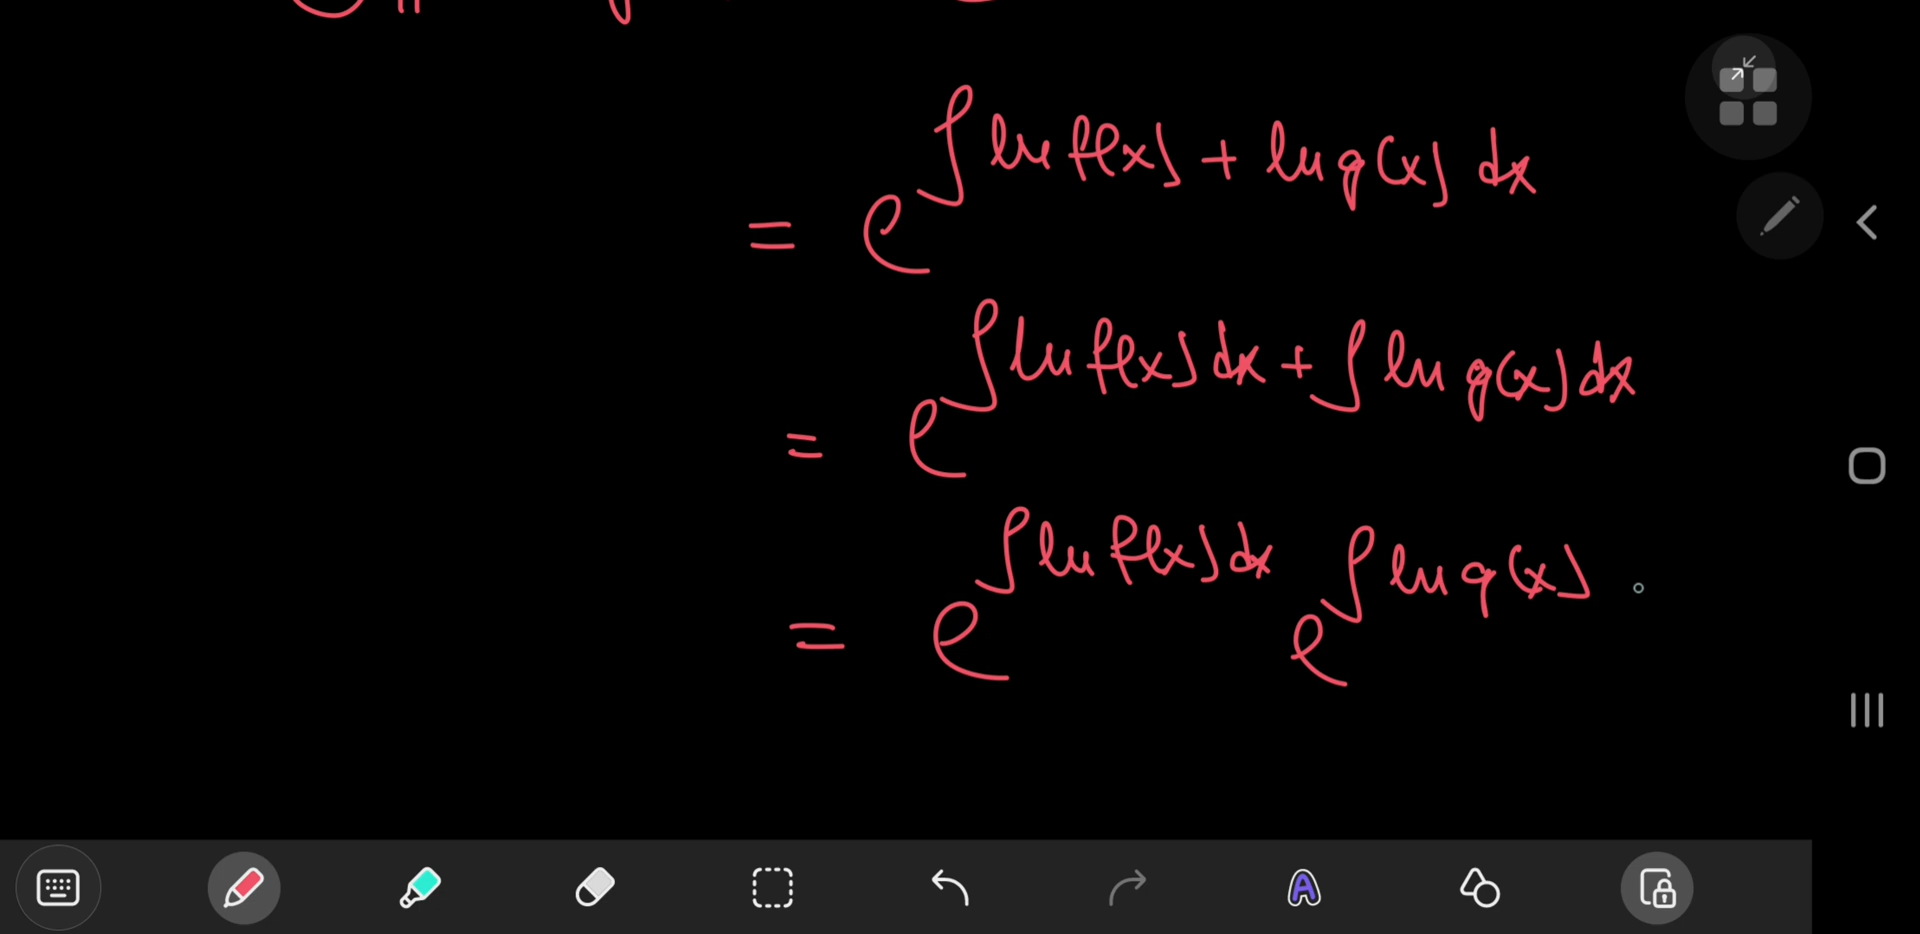 = e^{∫ ln f(x) + ln g(x) dx}
= e^{∫ ln f(x) dx + ∫ ln g(x) dx}
= e^{∫ ln f(x) dx} e^{∫ ln g(x)}